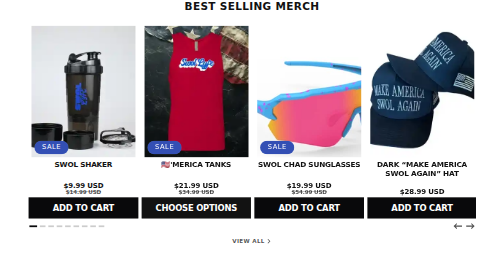 BEST SELLING MERCH
MAKE AMERICA
SWOL AGAIN
AGAIN
SALE
SALE
SALE
SWOL SHAKER
🇺🇸'MERICA TANKS
SWOL CHAD SUNGLASSES
DARK “MAKE AMERICA
SWOL AGAIN” HAT
$9.99 USD
$14.99 USD
$21.99 USD
$34.99 USD
$19.99 USD
$54.99 USD
$28.99 USD
ADD TO CART
CHOOSE OPTIONS
ADD TO CART
ADD TO CART
VIEW ALL